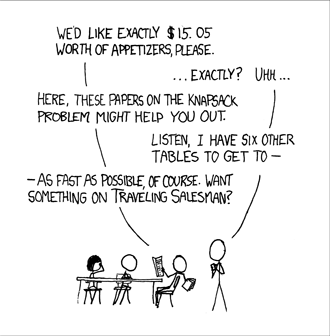 WE'D LIKE EXACTLY $15. 05
WORTH OF APPETIZERS, PLEASE.
...EXACTLY? UHH ...
HERE, THESE PAPERS ON THE KNAPSACK
PROBLEM MIGHT HELP YOU OUT.
LISTEN, I HAVE SIX OTHER
TABLES TO GET TO —
—AS FAST AS POSSIBLE, OF COURSE. WANT
SOMETHING ON TRAVELING SALESMAN?